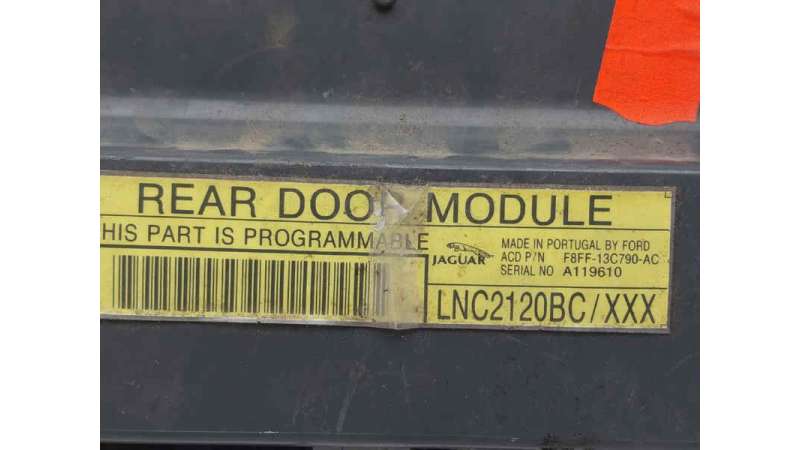 REAR DOOR MODULE
HIS PART IS PROGRAMMABLE
JAGUAR
MADE IN PORTUGAL BY FORD
ACD P/N F8FF-13C790-AC
SERIAL NO A119610
LNC2120BC/XXX